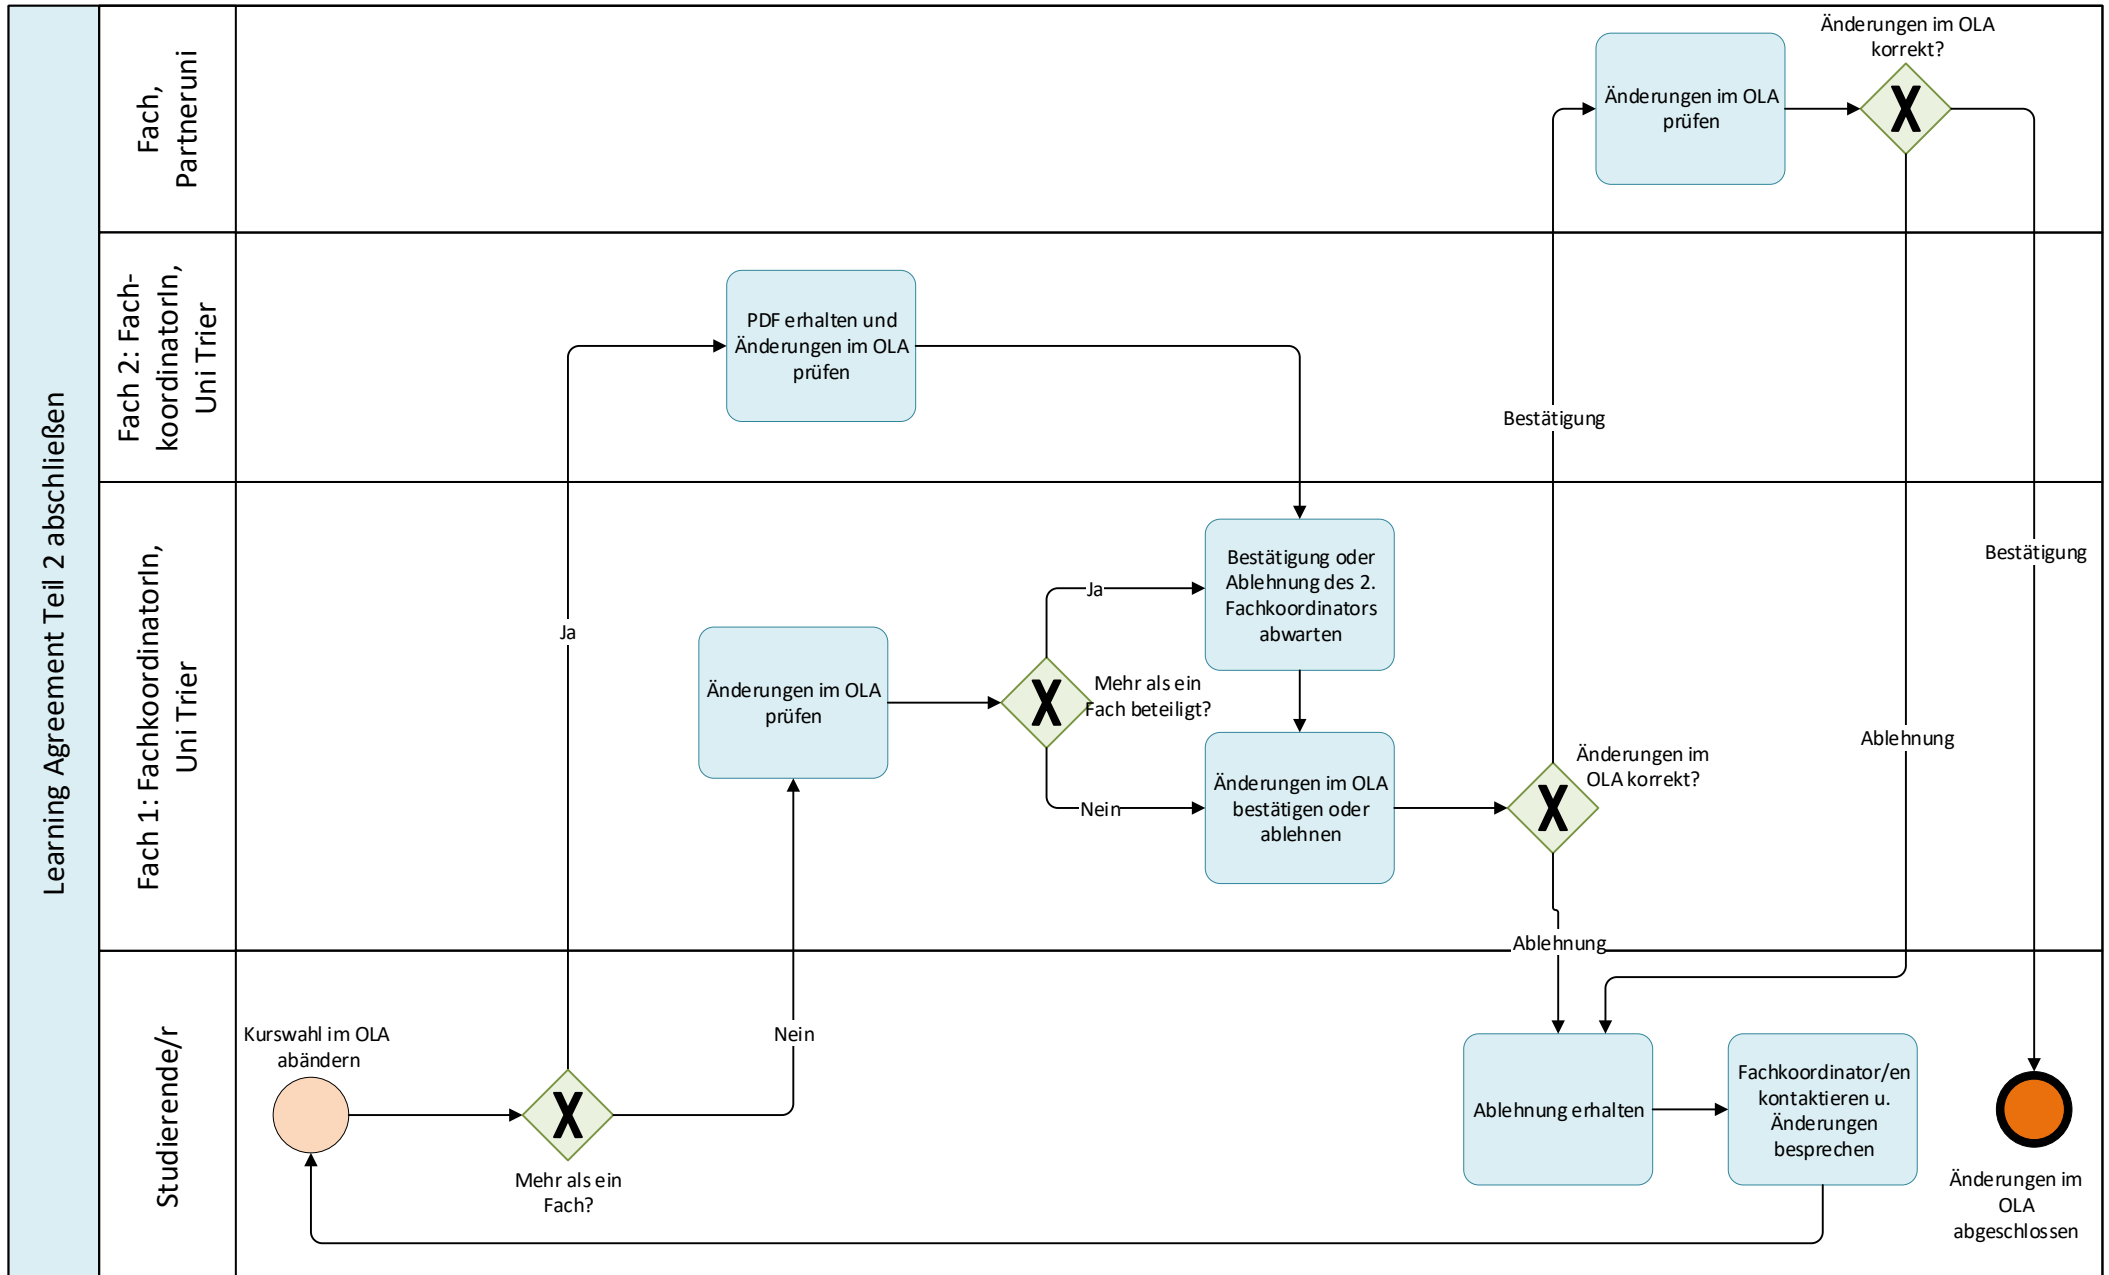 Learning Agreement Teil 2 abschließen
Fach,
Partneruni
Änderungen im OLA
prüfen
Änderungen im OLA
korrekt?
Fach 2: Fach-
koordinatorIn,
Uni Trier
PDF erhalten und
Änderungen im OLA
prüfen
Bestätigung
Fach 1: FachkoordinatorIn,
Uni Trier
Ja
Änderungen im OLA
prüfen
Mehr als ein
Fach beteiligt?
Ja
Nein
Bestätigung oder
Ablehnung des 2.
Fachkoordinators
abwarten
Änderungen im OLA
bestätigen oder
ablehnen
Änderungen im
OLA korrekt?
Ablehnung
Bestätigung
Ablehnung
Studierende/r
Kurswahl im OLA
abändern
Mehr als ein
Fach?
Nein
Ablehnung erhalten
Fachkoordinator/en
kontaktieren u.
Änderungen
besprechen
Änderungen im
OLA
abgeschlossen